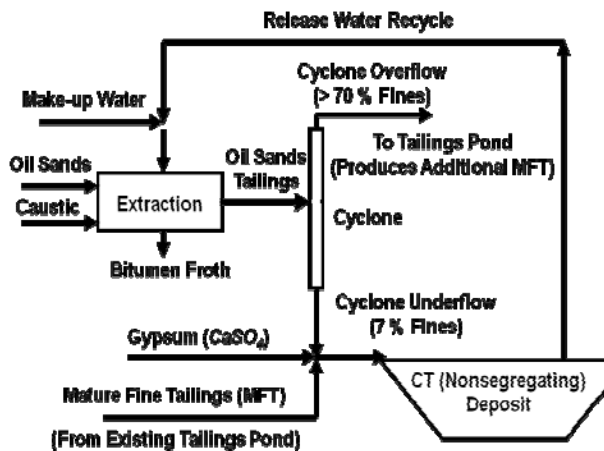 Release Water Recycle
Cyclone Overflow
(> 70 % Fines)
Make-up Water
To Tailings Pond
(Produces Additional MFT)
Oil Sands
Oil Sands
Tailings
Extraction
Caustic
Cyclone
Bitumen Froth
Cyclone Underflow
(7 % Fines)
Gypsum (CaSO4)
CT (Nonsegregating)
Deposit
Mature Fine Tailings (MFT)
(From Existing Tailings Pond)